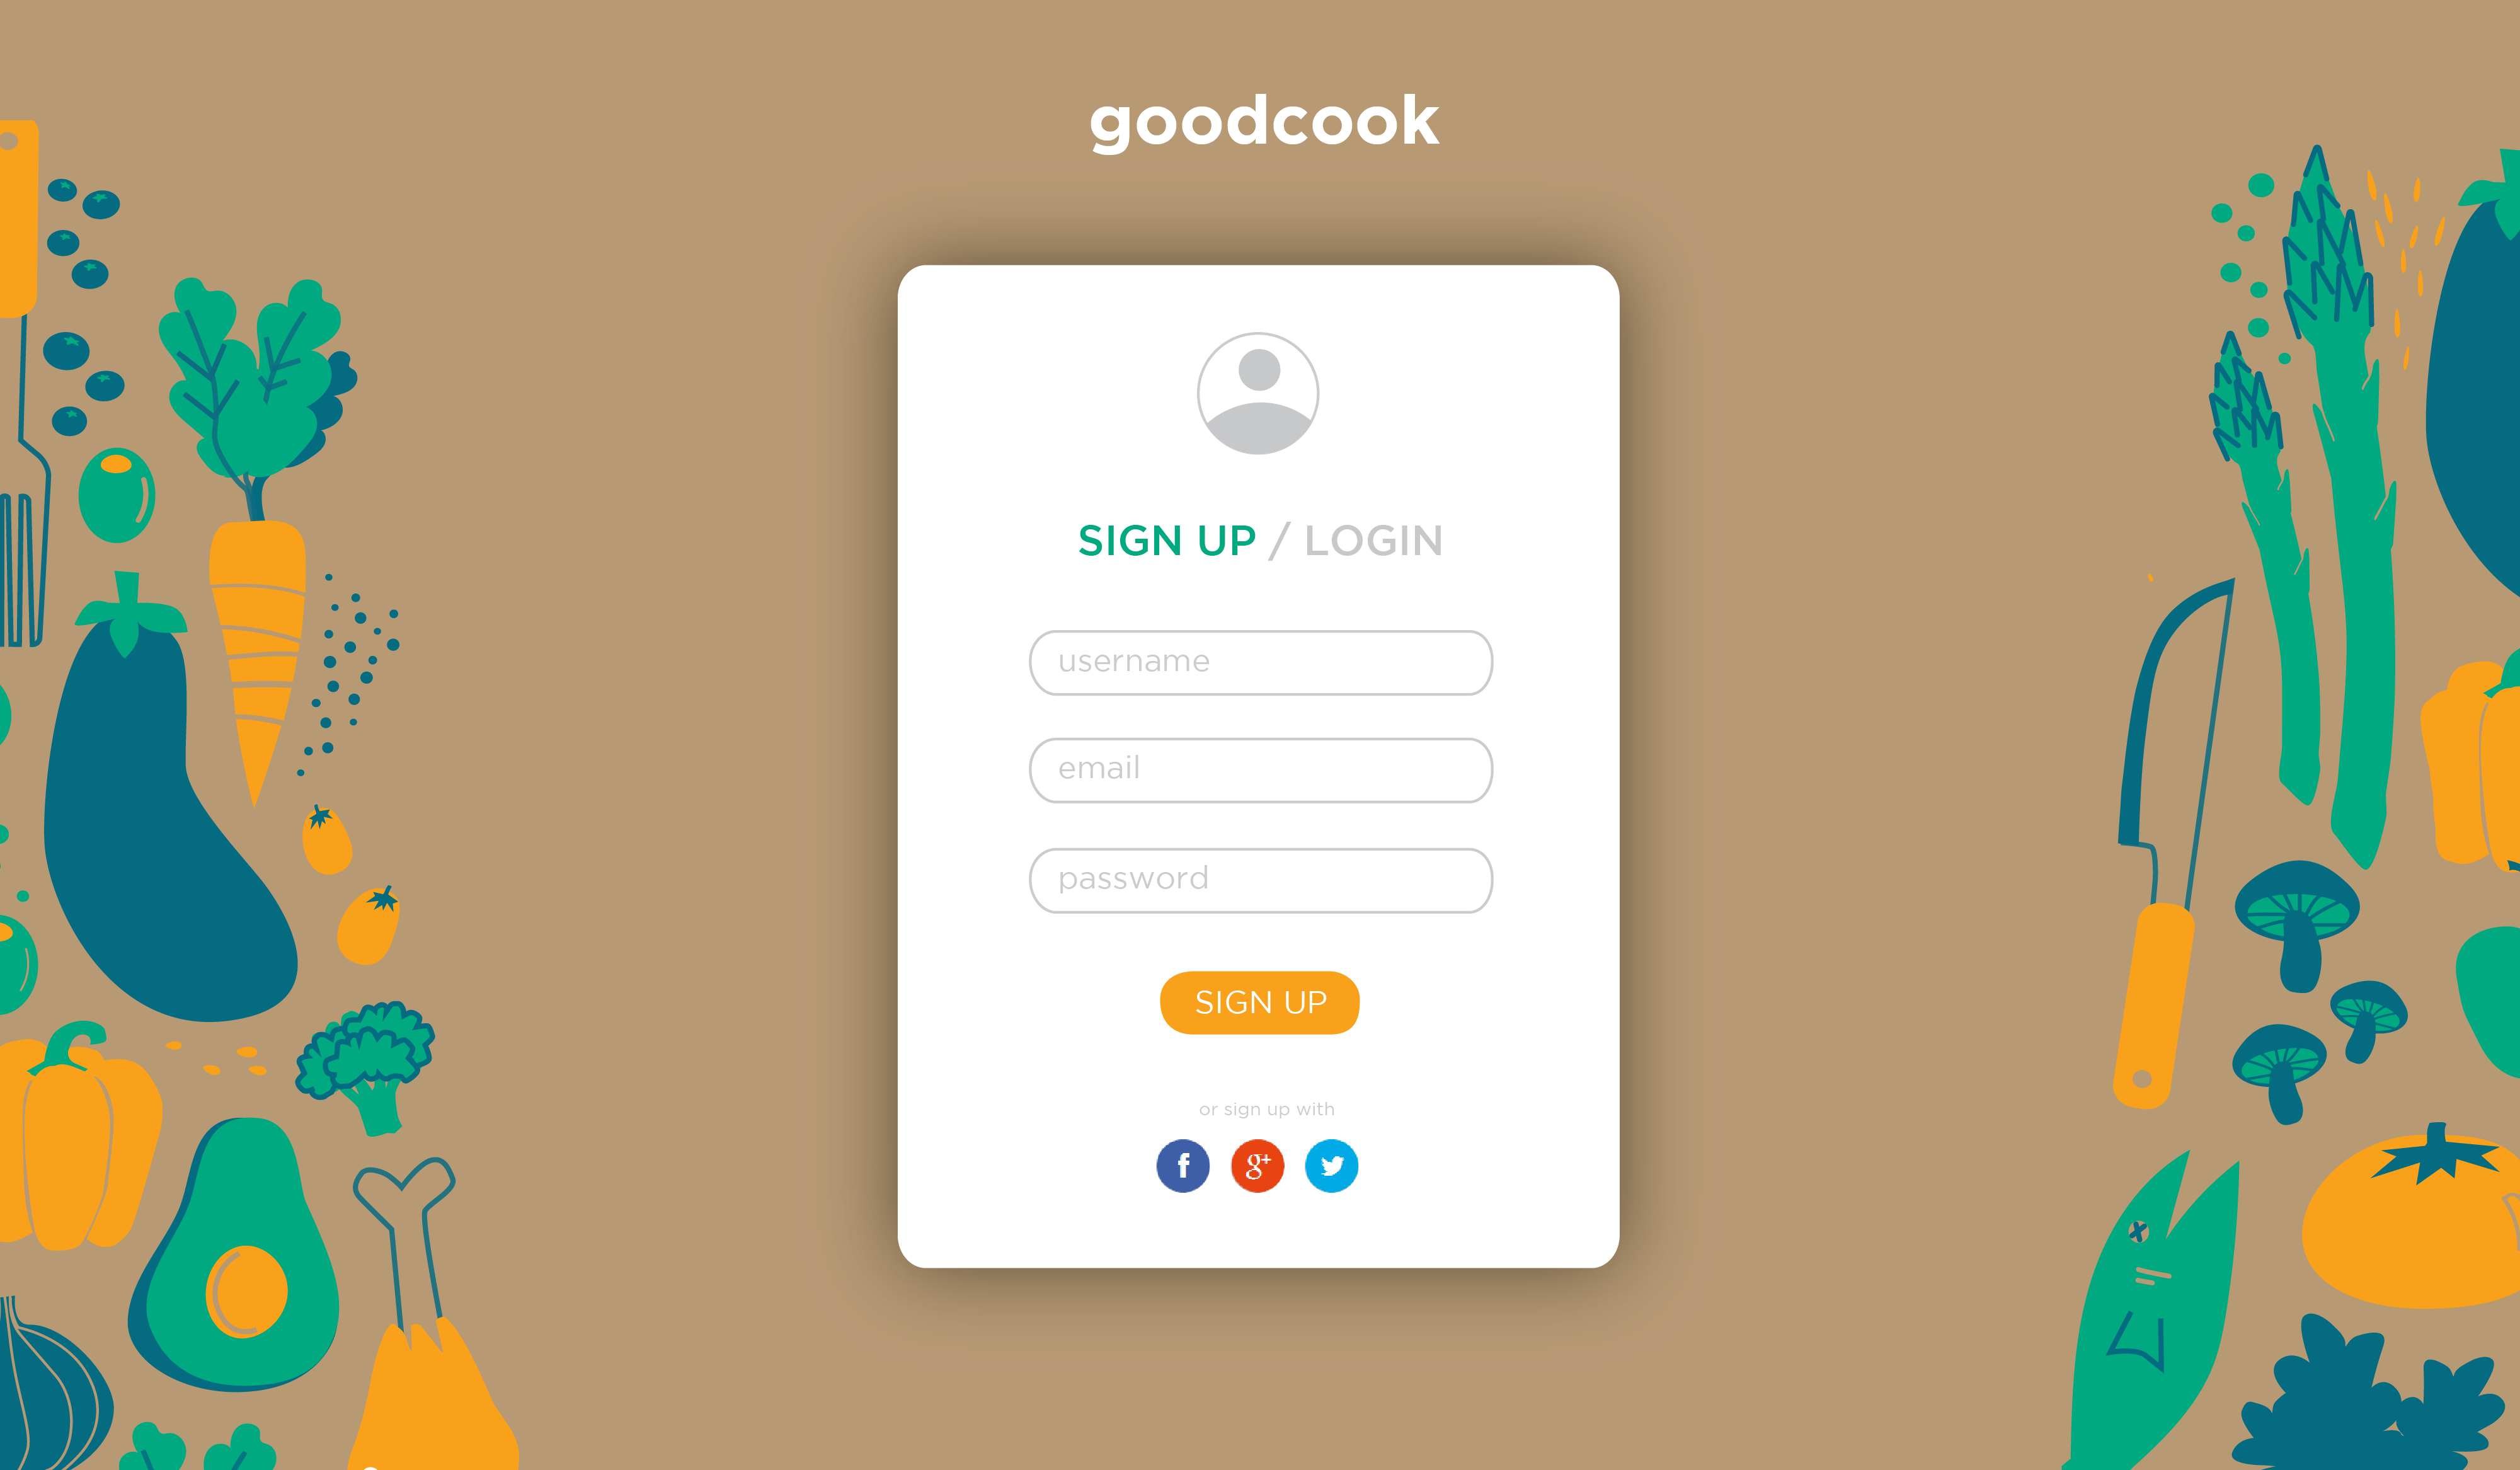 goodcook
SIGN UP / LOGIN
username
email
password
SIGN UP
or sign up with
f g+